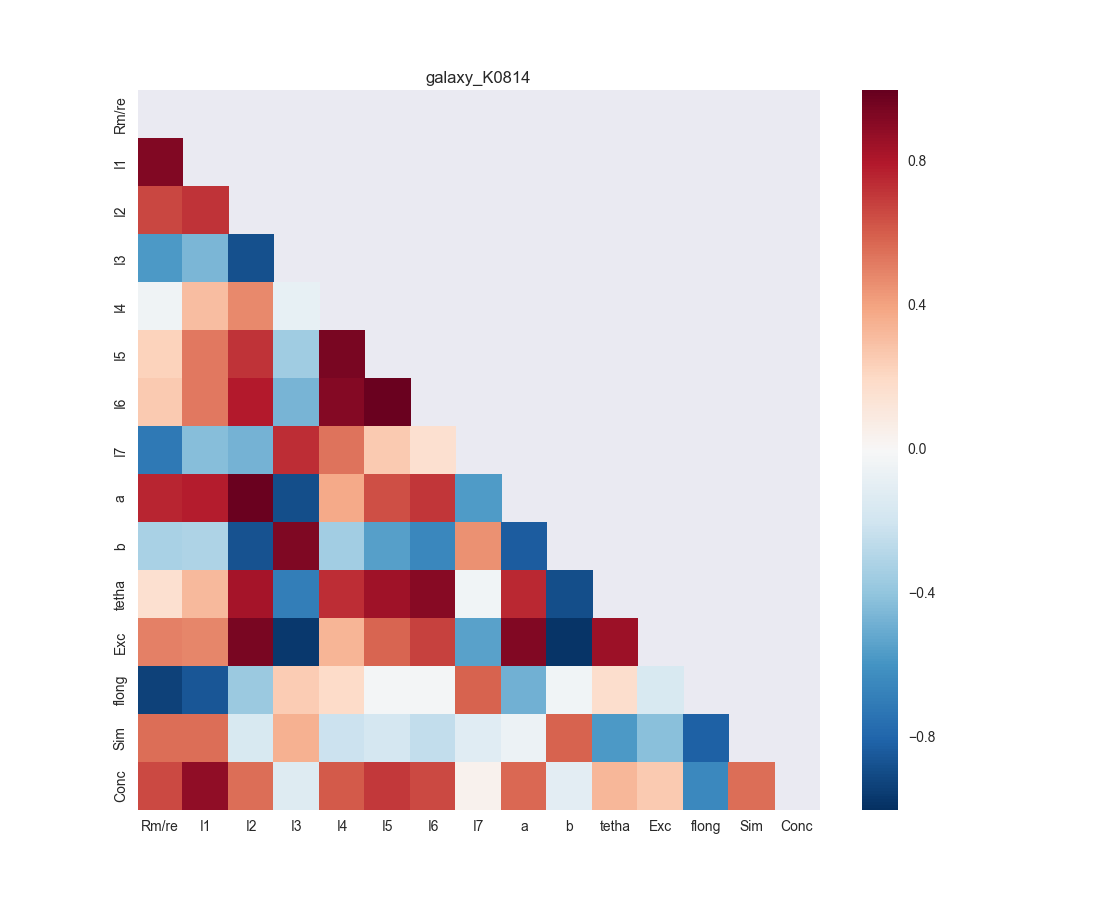 galaxy_K0814
Rm/re
I1
I2
I3
I4
I5
I6
I7
a
b
tetha
Exc
flong
Sim
Conc
Rm/re I1 I2 I3 I4 I5 I6 I7 a b tetha Exc flong Sim Conc
0.8
0.4
0.0
−0.4
−0.8